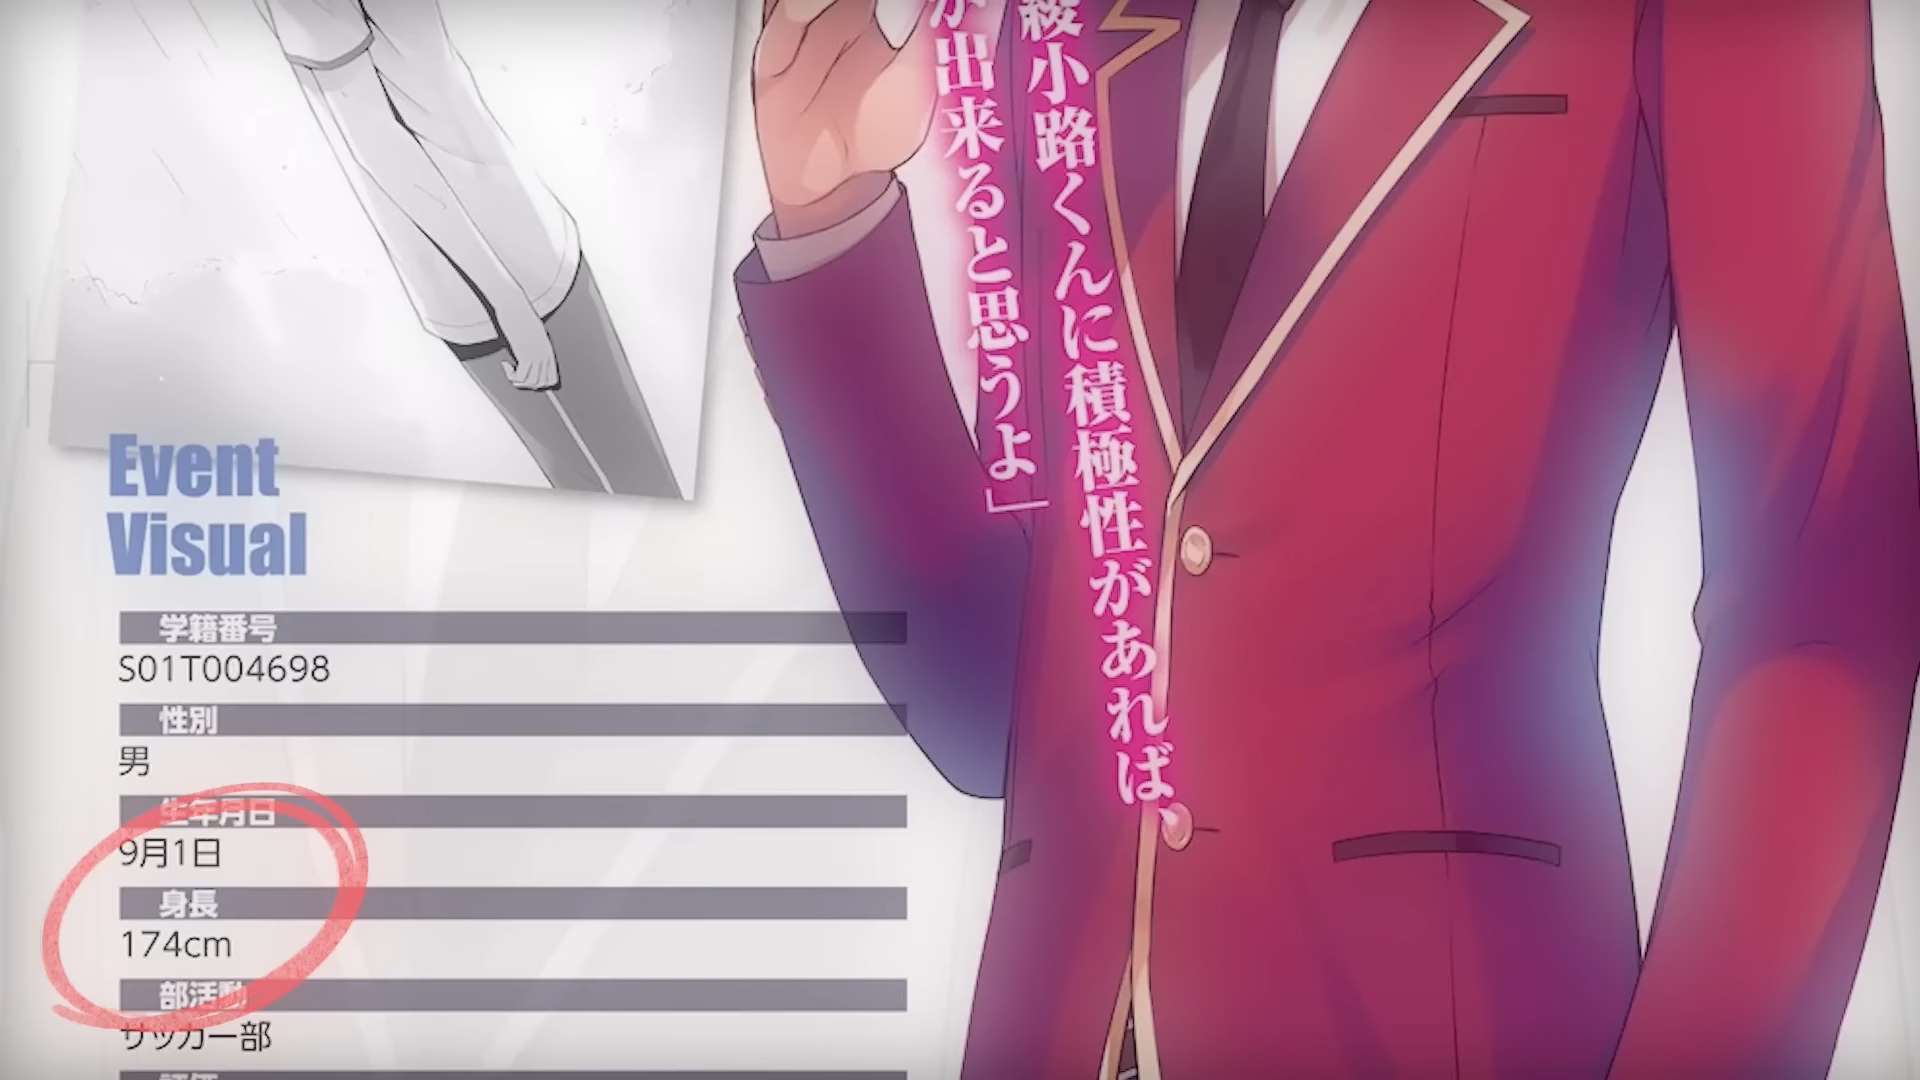 綾小路くんに積極性があれば、
が出来ると思うよ」
Event
Visual
学籍番号
S01T004698
性別
男
生年月日
9月1日
身長
174cm
部活動
サッカー部
評価